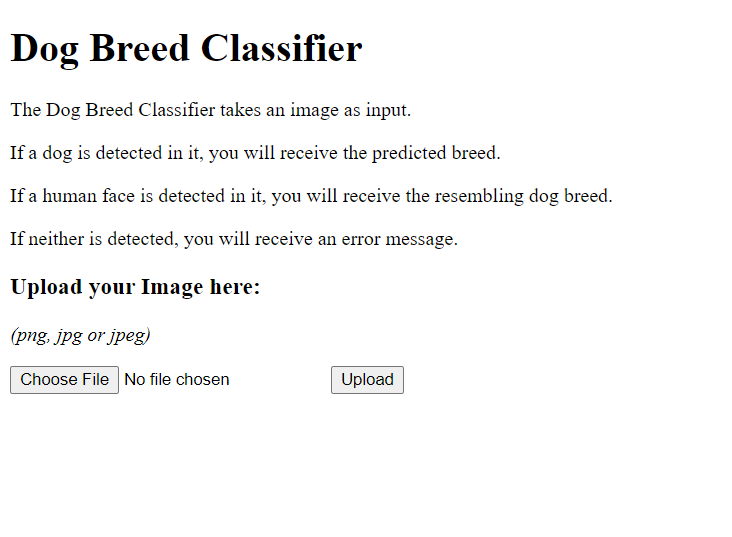 Dog Breed Classifier
The Dog Breed Classifier takes an image as input.
If a dog is detected in it, you will receive the predicted breed.
If a human face is detected in it, you will receive the resembling dog breed.
If neither is detected, you will receive an error message.
Upload your Image here:
(png, jpg or jpeg)
Choose File No file chosen Upload